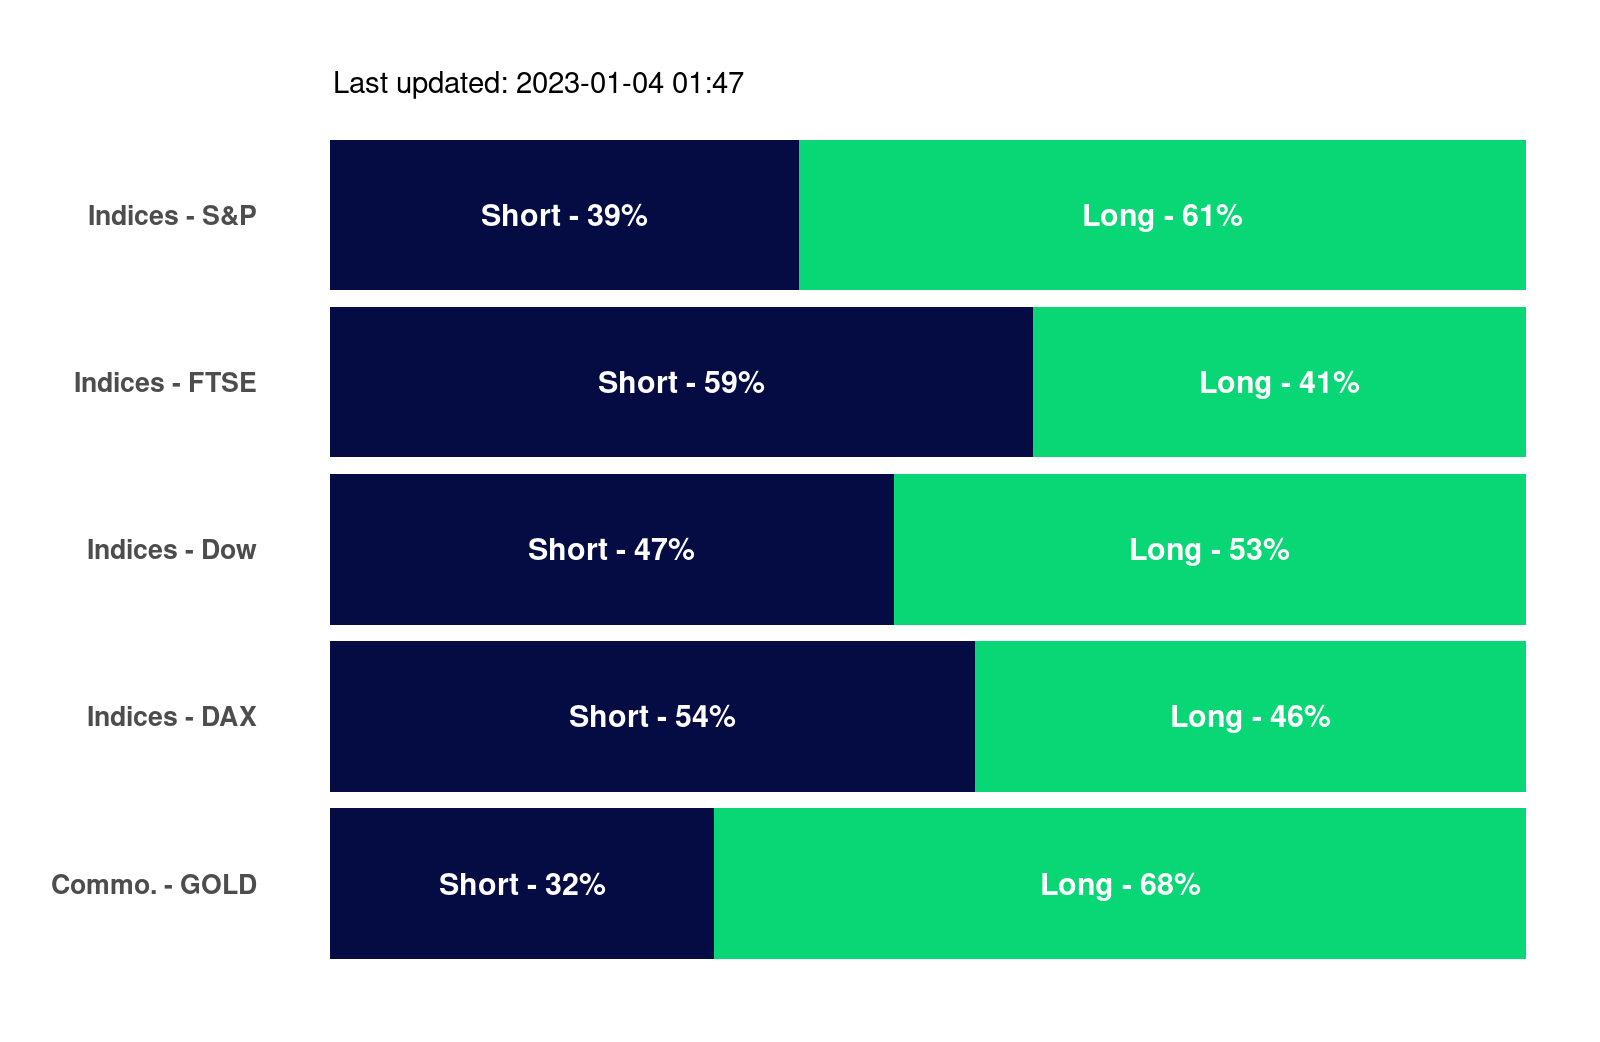 Last updated: 2023-01-04 01:47
Indices - S&P Short - 39% Long - 61%
Indices - FTSE Short - 59% Long - 41%
Indices - Dow Short - 47% Long - 53%
Indices - DAX Short - 54% Long - 46%
Commo. - GOLD Short - 32% Long - 68%